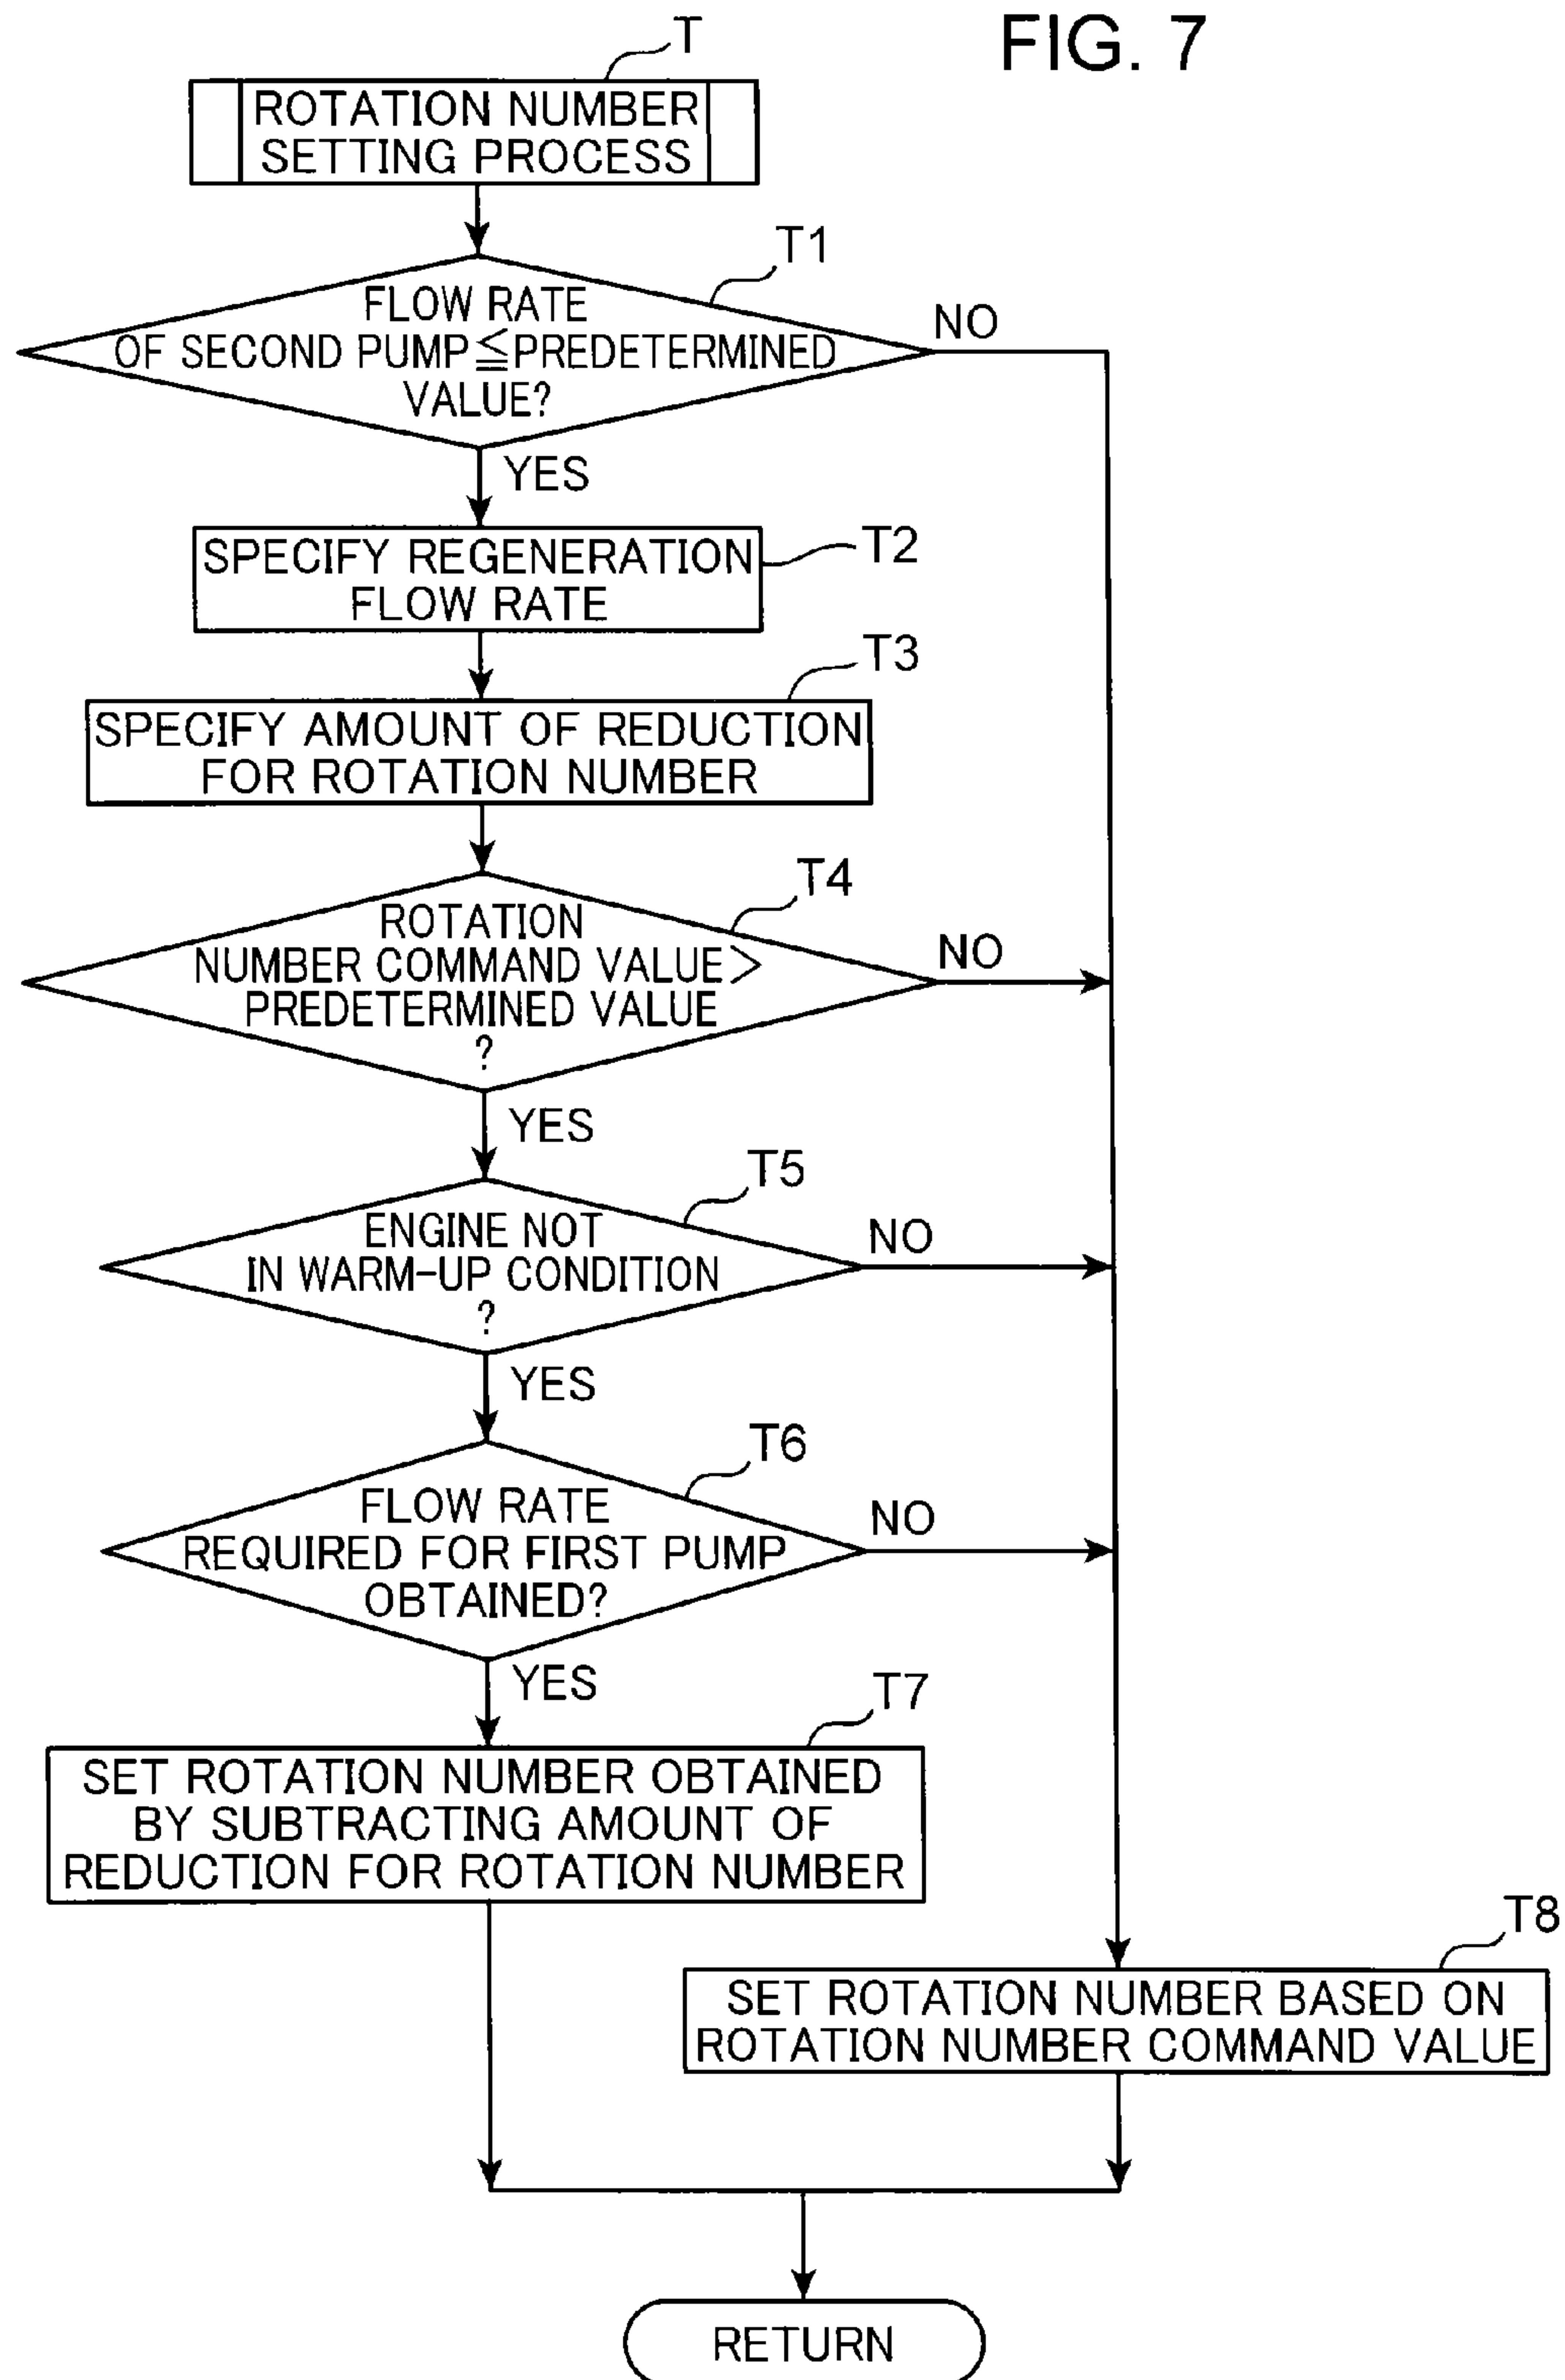 FIG. 7
T
ROTATION NUMBER
SETTING PROCESS
T1
FLOW RATE
OF SECOND PUMP≦PREDETERMINED
VALUE?
NO
YES
T2
SPECIFY REGENERATION
FLOW RATE
T3
SPECIFY AMOUNT OF REDUCTION
FOR ROTATION NUMBER
T4
ROTATION
NUMBER COMMAND VALUE>
PREDETERMINED VALUE
?
NO
YES
T5
ENGINE NOT
IN WARM-UP CONDITION
?
NO
YES
T6
FLOW RATE
REQUIRED FOR FIRST PUMP
OBTAINED?
NO
YES
T7
SET ROTATION NUMBER OBTAINED
BY SUBTRACTING AMOUNT OF
REDUCTION FOR ROTATION NUMBER
T8
SET ROTATION NUMBER BASED ON
ROTATION NUMBER COMMAND VALUE
RETURN